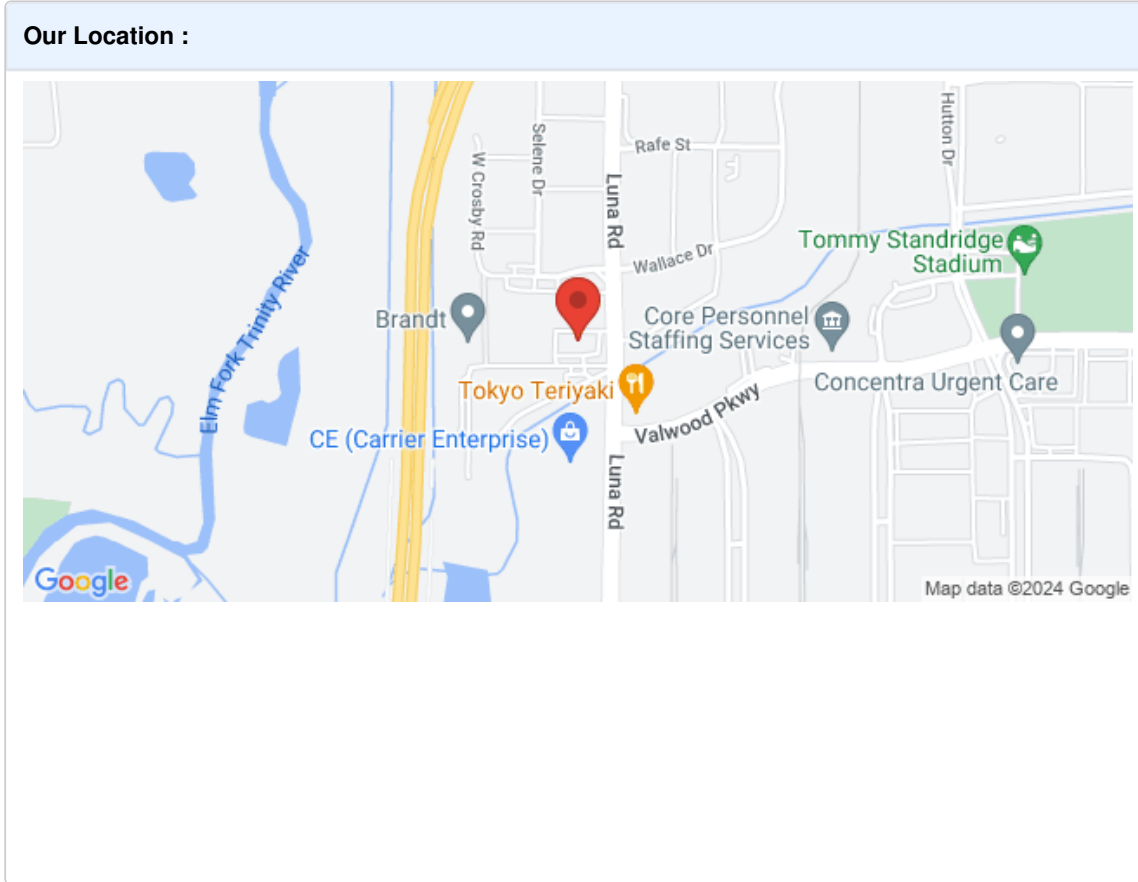 Our Location :
Hutton Dr
Selene Dr
Rafe St
W Crosby Rd
Luna Rd
Tommy Standridge
Stadium
Wallace Dr
Elm Fork Trinity River
Brandt
Core Personnel
Staffing Services
Tokyo Teriyaki
Concentra Urgent Care
Valwood Pkwy
CE (Carrier Enterprise)
Luna Rd
Google
Map data ©2024 Google